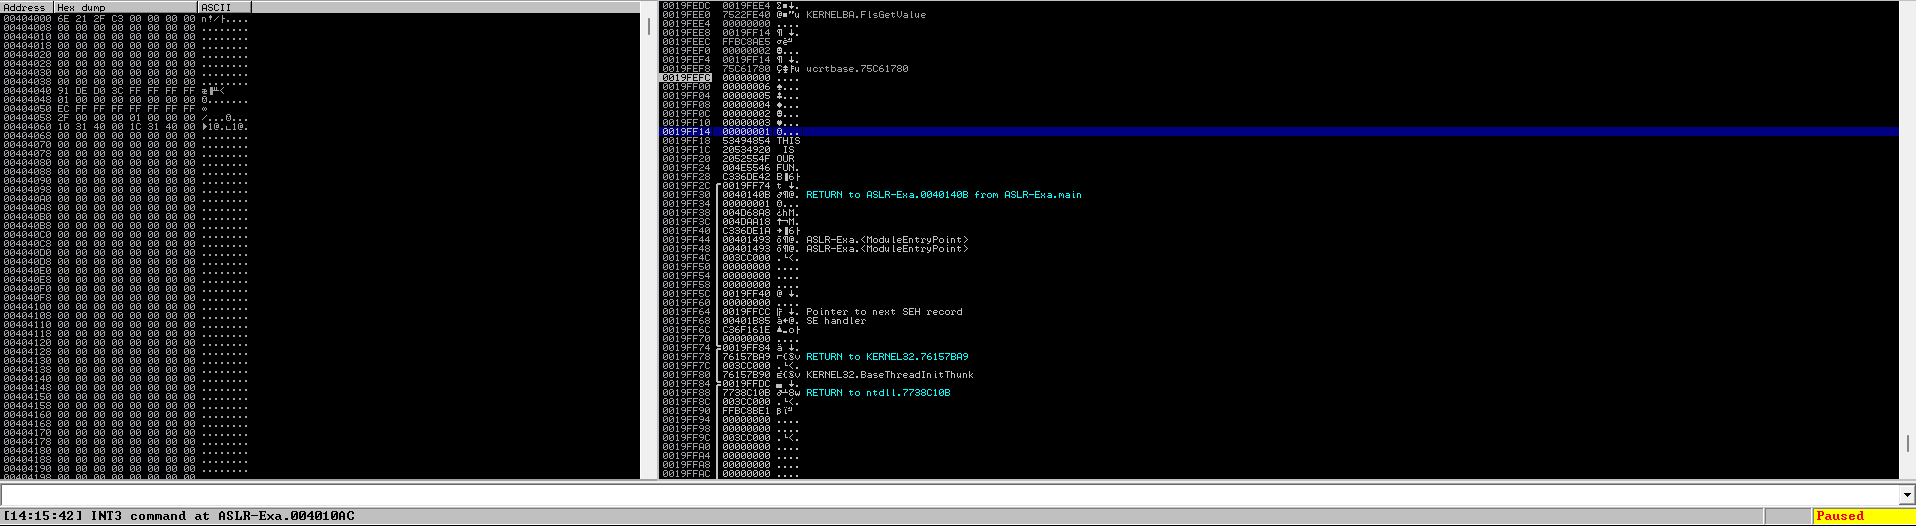 Address Hex dump ASCII
00404000 6E 21 2F C3 00 00 00 00
00404008 00 00 00 00 00 00 00 00 ........
00404010 00 00 00 00 00 00 00 00 ........
00404018 00 00 00 00 00 00 00 00 ........
00404020 00 00 00 00 00 00 00 00 ........
00404028 00 00 00 00 00 00 00 00 ........
00404030 00 00 00 00 00 00 00 00 ........
00404038 00 00 00 00 00 00 00 00 ........
00404040 91 DE D0 3C FF FF FF FF
00404048 01 00 00 00 00 00 00 00
00404050 EC FF FF FF FF FF FF FF
00404058 2F 00 00 00 01 00 00 00
00404060 10 31 40 00 1C 31 40 00
00404068 00 00 00 00 00 00 00 00 ........
00404070 00 00 00 00 00 00 00 00 ........
00404078 00 00 00 00 00 00 00 00 ........
00404080 00 00 00 00 00 00 00 00 ........
00404088 00 00 00 00 00 00 00 00 ........
00404090 00 00 00 00 00 00 00 00 ........
00404098 00 00 00 00 00 00 00 00 ........
004040A0 00 00 00 00 00 00 00 00 ........
004040A8 00 00 00 00 00 00 00 00 ........
004040B0 00 00 00 00 00 00 00 00 ........
004040B8 00 00 00 00 00 00 00 00 ........
004040C0 00 00 00 00 00 00 00 00 ........
004040C8 00 00 00 00 00 00 00 00 ........
004040D0 00 00 00 00 00 00 00 00 ........
004040D8 00 00 00 00 00 00 00 00 ........
004040E0 00 00 00 00 00 00 00 00 ........
004040E8 00 00 00 00 00 00 00 00 ........
004040F0 00 00 00 00 00 00 00 00 ........
004040F8 00 00 00 00 00 00 00 00 ........
00404100 00 00 00 00 00 00 00 00 ........
00404108 00 00 00 00 00 00 00 00 ........
00404110 00 00 00 00 00 00 00 00 ........
00404118 00 00 00 00 00 00 00 00 ........
00404120 00 00 00 00 00 00 00 00 ........
00404128 00 00 00 00 00 00 00 00 ........
00404130 00 00 00 00 00 00 00 00 ........
00404138 00 00 00 00 00 00 00 00 ........
00404140 00 00 00 00 00 00 00 00 ........
00404148 00 00 00 00 00 00 00 00 ........
00404150 00 00 00 00 00 00 00 00 ........
00404158 00 00 00 00 00 00 00 00 ........
00404160 00 00 00 00 00 00 00 00 ........
00404168 00 00 00 00 00 00 00 00 ........
00404170 00 00 00 00 00 00 00 00 ........
00404178 00 00 00 00 00 00 00 00 ........
00404180 00 00 00 00 00 00 00 00 ........
00404188 00 00 00 00 00 00 00 00 ........
00404190 00 00 00 00 00 00 00 00 ........
00404198 00 00 00 00 00 00 00 00 ........
0019FEDC 0019FEE4
0019FEE0 7522FE40 KERNELBA.FlsGetValue
0019FEE4 00000000 ....
0019FEE8 0019FF14
0019FEEC FFBC8AE5
0019FEF0 00000002
0019FEF4 0019FF14
0019FEF8 75C61780 ucrtbase.75C61780
0019FEFC 00000000 ....
0019FF00 00000006
0019FF04 00000005
0019FF08 00000004
0019FF0C 00000002
0019FF10 00000003
0019FF14 00000001
0019FF18 53494854 THIS
0019FF1C 20534920 IS
0019FF20 2052554F OUR
0019FF24 004E5546 FUN.
0019FF28 C336DE42
0019FF2C 0019FF74
0019FF30 0040140B RETURN to ASLR-Exa.0040140B from ASLR-Exa.main
0019FF34 00000001
0019FF38 004D68A8
0019FF3C 004DAA18
0019FF40 C336DE1A
0019FF44 00401493 ASLR-Exa.<ModuleEntryPoint>
0019FF48 00401493 ASLR-Exa.<ModuleEntryPoint>
0019FF4C 003CC000
0019FF50 00000000 ....
0019FF54 00000000 ....
0019FF58 00000000 ....
0019FF5C 0019FF40
0019FF60 00000000 ....
0019FF64 0019FFCC Pointer to next SEH record
0019FF68 00401B85 SE handler
0019FF6C C36F161E
0019FF70 00000000 ....
0019FF74 0019FF84
0019FF78 76157BA9 RETURN to KERNEL32.76157BA9
0019FF7C 003CC000
0019FF80 76157B90 KERNEL32.BaseThreadInitThunk
0019FF84 0019FFDC
0019FF88 7738C10B RETURN to ntdll.7738C10B
0019FF8C 003CC000
0019FF90 FFBC8BE1
0019FF94 00000000 ....
0019FF98 00000000 ....
0019FF9C 003CC000
0019FFA0 00000000 ....
0019FFA4 00000000 ....
0019FFA8 00000000 ....
0019FFAC 00000000 ....
[14:15:42] INT3 command at ASLR-Exa.004010AC
Paused